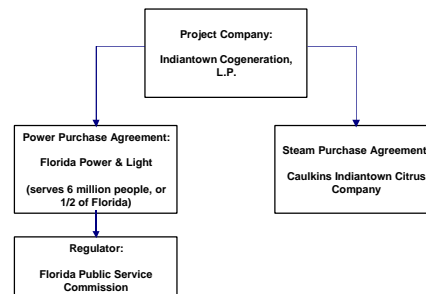 Project Company:
Indiantown Cogeneration,
L.P.
Power Purchase Agreement:
Florida Power & Light
(serves 6 million people, or
1/2 of Florida)
Steam Purchase Agreement
Caulkins Indiantown Citrus
Company
Regulator:
Florida Public Service
Commission